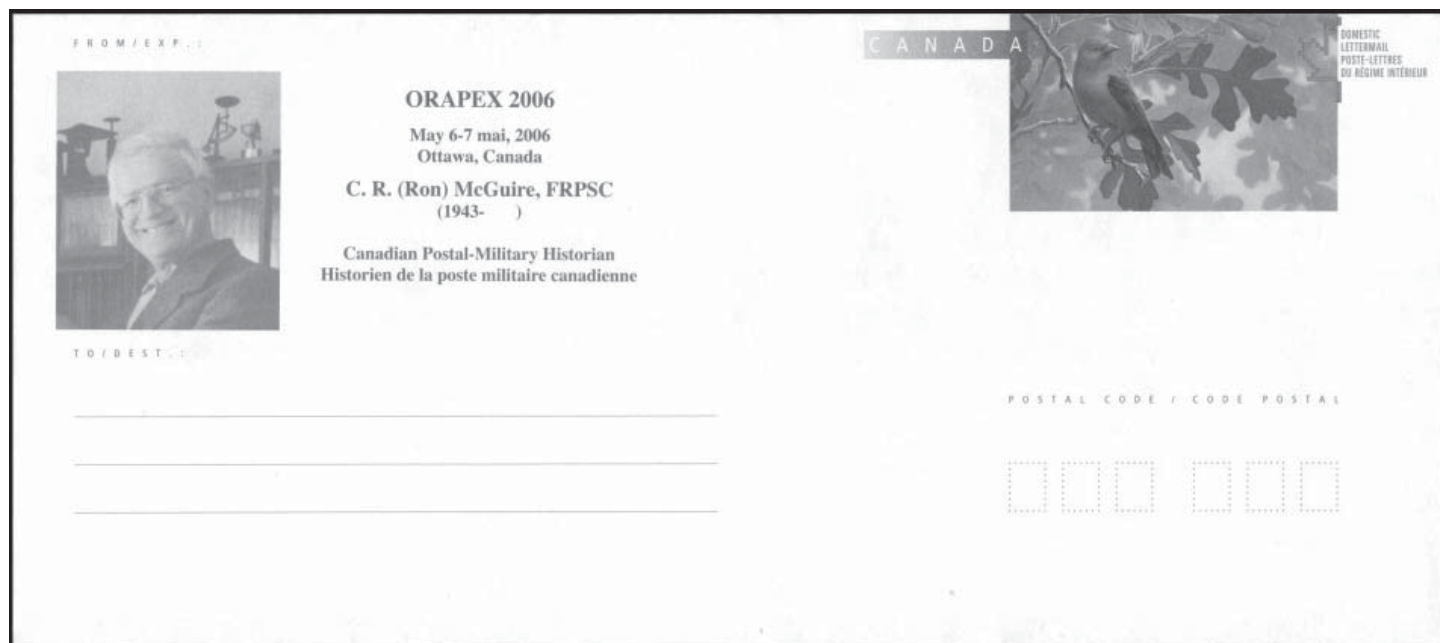 FROM/EXP.:
ORAPEX 2006
May 6-7 mai, 2006
Ottawa, Canada
C. R. (Ron) McGuire, FRPSC
(1943-     )
Canadian Postal-Military Historian
Historien de la poste militaire canadienne
CANADA
DOMESTIC
LETTERMAIL
POSTE-LETTRES
DU RÉGIME INTÉRIEUR
TO/DEST.:
POSTAL CODE / CODE POSTAL